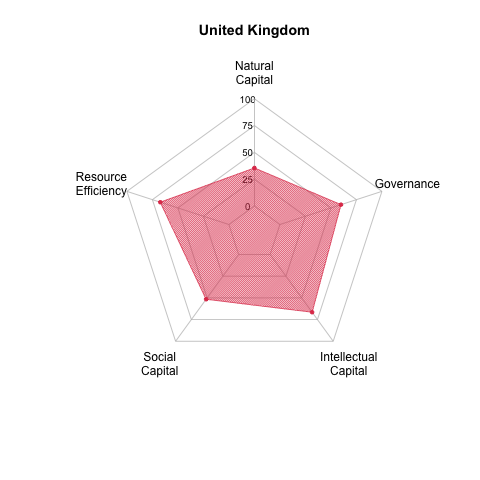 United Kingdom
Natural
Capital
100
75
50
25
0
Resource
Efficiency
Governance
Social
Capital
Intellectual
Capital